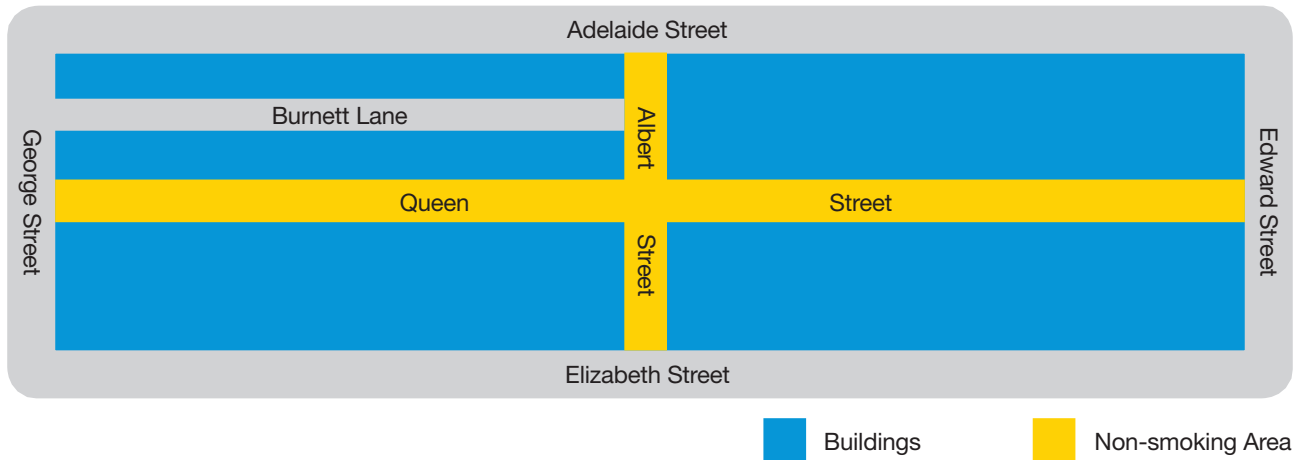 Adelaide Street
Burnett Lane
Albert
George Street
Edward Street
Queen
Street
Street
Elizabeth Street
Buildings
Non-smoking Area